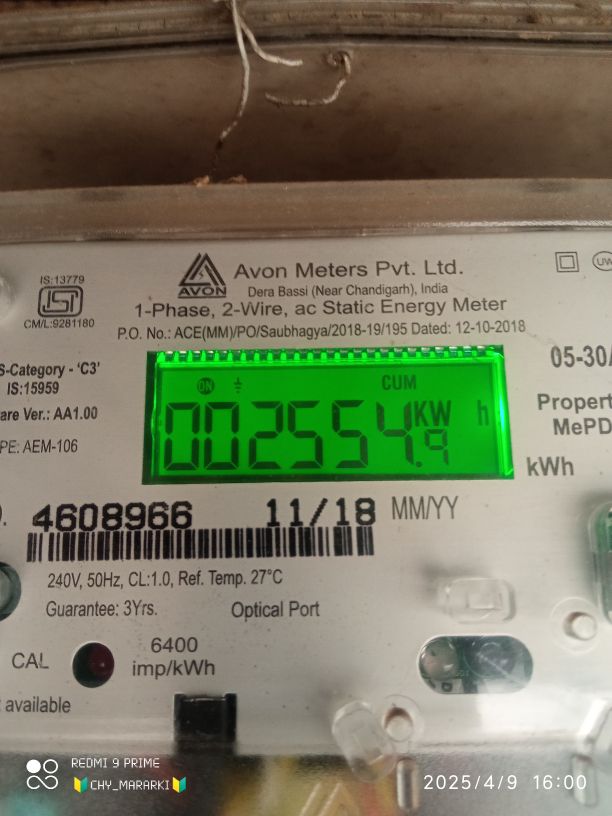 IS:13779
ISI
CM/L:9281180
AVON
Avon Meters Pvt. Ltd.
Dera Bassi (Near Chandigarh), India
1-Phase, 2-Wire, ac Static Energy Meter
P.O. No.: ACE(MM)/PO/Saubhagya/2018-19/195 Dated: 12-10-2018
S-Category - 'C3'
IS:15959
are Ver.: AA1.00
PE: AEM-106
05-30
Propert
MePD
ON CUM
002554.9 KW h
kWh
4608966 11/18 MM/YY
240V, 50Hz, CL:1.0, Ref. Temp. 27°C
Guarantee: 3Yrs. Optical Port
CAL
6400
imp/kWh
available
REDMI 9 PRIME
CHY_MARARKI
2025/4/9 16:00